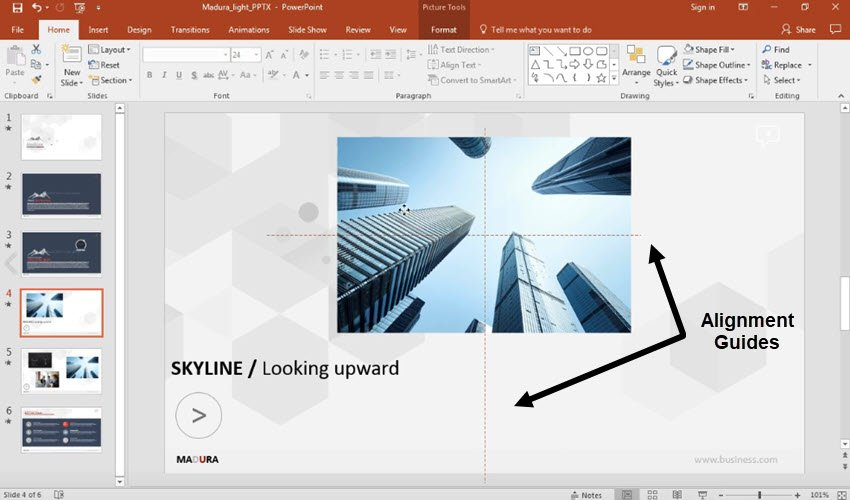 Madura_light_PPTX - PowerPoint
Picture Tools
Sign in
File
Home
Insert
Design
Transitions
Animations
Slide Show
Review
View
Format
Tell me what you want to do...
Share
Paste
Clipboard
New
Slide
Layout
Reset
Section
Slides
24
B I U S abc AV Aa A
Font
Text Direction
Align Text
Convert to SmartArt
Paragraph
Arrange
Quick
Styles
Shape Fill
Shape Outline
Shape Effects
Drawing
Find
Replace
Select
Editing
1
2
3
4
5
6
Alignment
Guides
SKYLINE / Looking upward
>
MADURA
www.business.com
Slide 4 of 6
Notes
101%